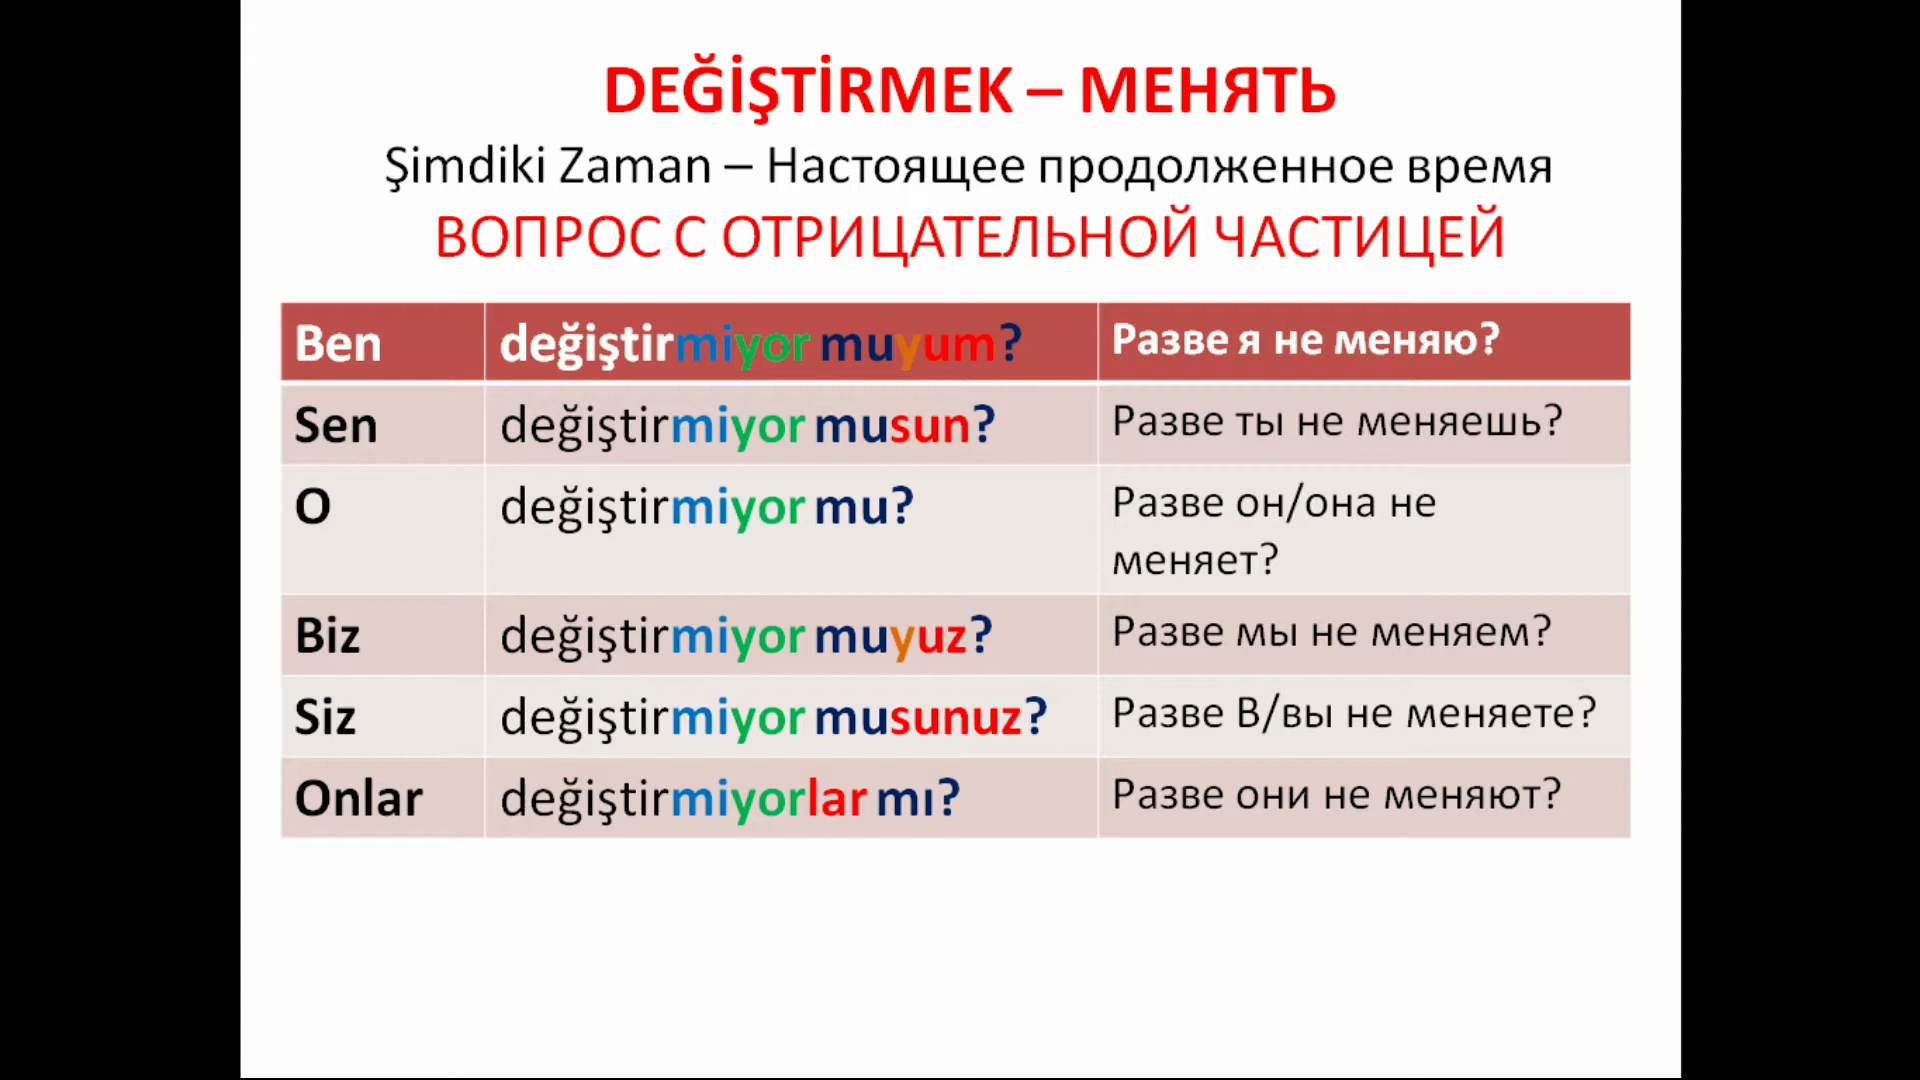 DEĞİŞTİRMEK – МЕНЯТЬ
Şimdiki Zaman – Настоящее продолженное время
ВОПРОС С ОТРИЦАТЕЛЬНОЙ ЧАСТИЦЕЙ
Ben değiştirmiyor muyum? Разве я не меняю?
Sen değiştirmiyor musun? Разве ты не меняешь?
O değiştirmiyor mu? Разве он/она не
меняет?
Biz değiştirmiyor muyuz? Разве мы не меняем?
Siz değiştirmiyor musunuz? Разве В/вы не меняете?
Onlar değiştirmiyorlar mı? Разве они не меняют?